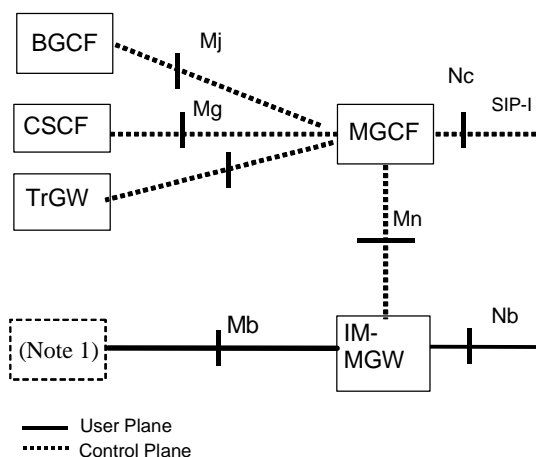 BGCF
Mj
CSCF
Mg
MGCF
Nc
SIP-I
TrGW
Mn
(Note 1)
Mb
IM-
MGW
Nb
User Plane
Control Plane